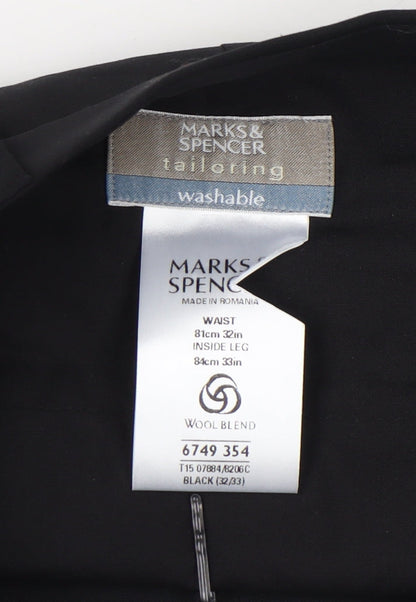 MARKS&
SPENCER
tailoring
washable
MARKS&
SPENC
MADE IN ROMANIA
WAIST
81cm 32in
INSIDE LEG
84cm 33in
WOOL BLEND
6749 354
T15 07884/8206C
BLACK (32/33)